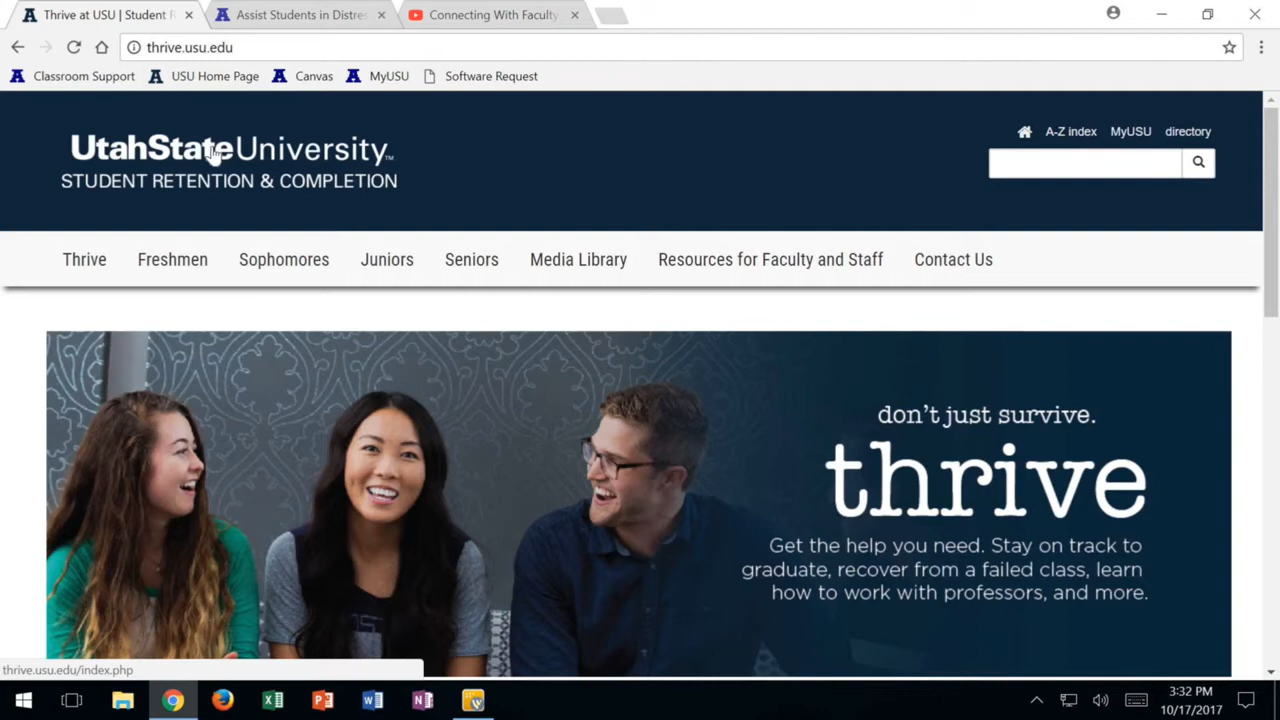 Thrive at USU | Student R
Assist Students in Distres
Connecting With Faculty
thrive.usu.edu
Classroom Support
USU Home Page
Canvas
MyUSU
Software Request
UtahStateUniversity™
STUDENT RETENTION & COMPLETION
A-Z index
MyUSU
directory
Thrive
Freshmen
Sophomores
Juniors
Seniors
Media Library
Resources for Faculty and Staff
Contact Us
don't just survive.
thrive
Get the help you need. Stay on track to
graduate, recover from a failed class, learn
how to work with professors, and more.
thrive.usu.edu/index.php
3:32 PM
10/17/2017